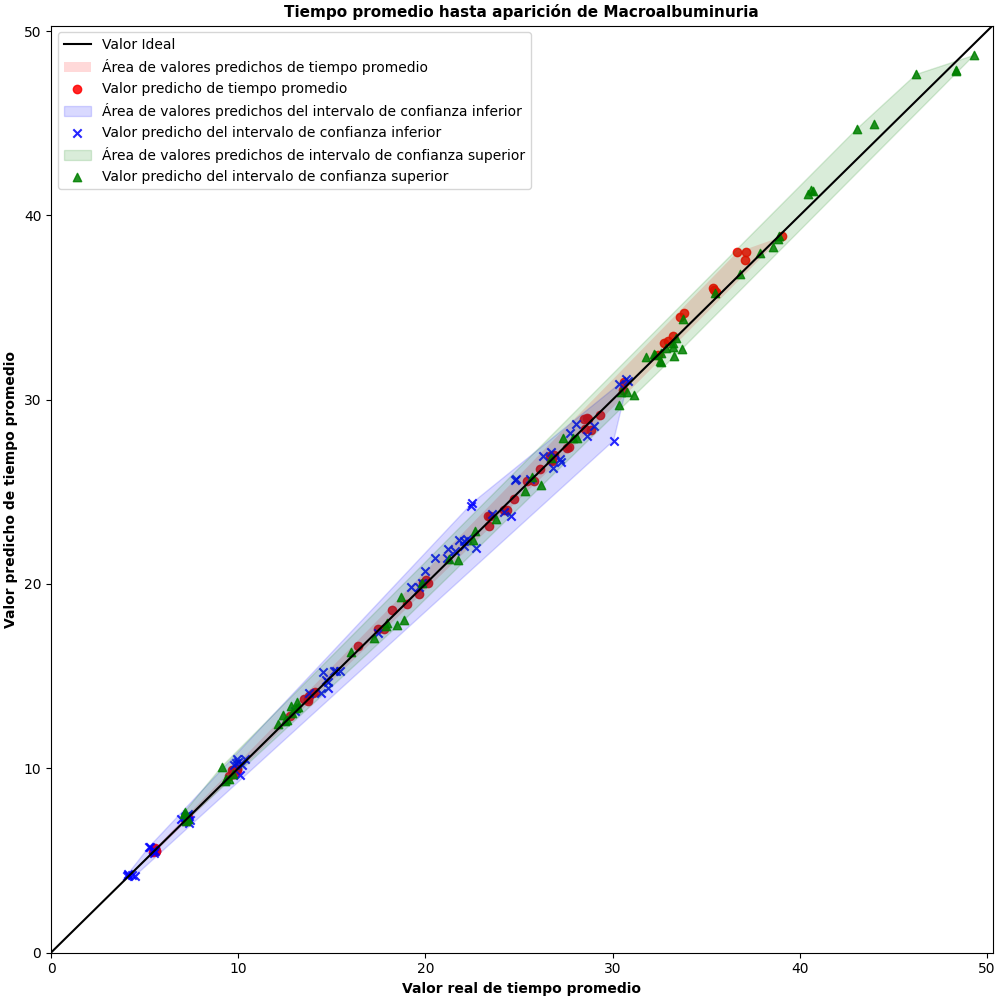 Tiempo promedio hasta aparición de Macroalbuminuria
Valor Ideal
Área de valores predichos de tiempo promedio
Valor predicho de tiempo promedio
Área de valores predichos del intervalo de confianza inferior
Valor predicho del intervalo de confianza inferior
Área de valores predichos de intervalo de confianza superior
Valor predicho del intervalo de confianza superior
50
40
30
20
10
0
Valor predicho de tiempo promedio
0 10 20 30 40 50
Valor real de tiempo promedio